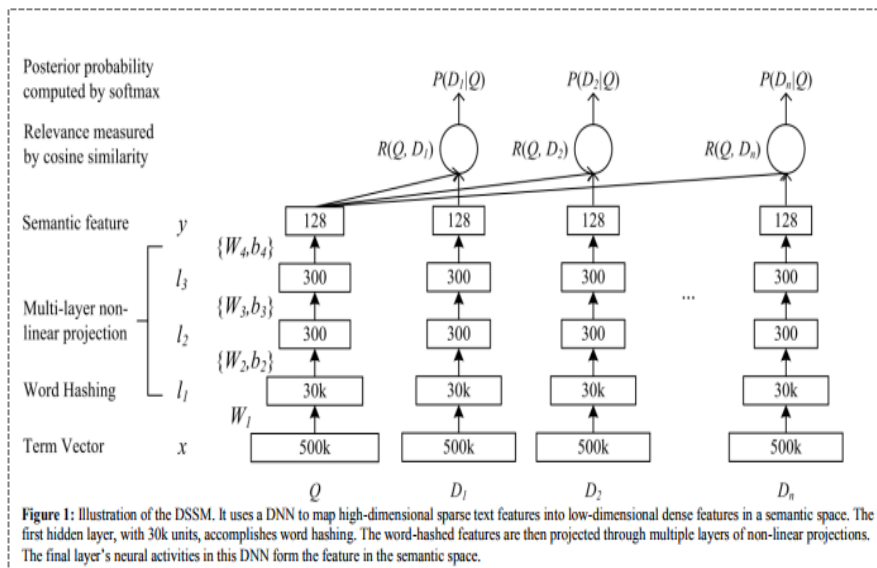 Posterior probability
computed by softmax
P(D1|Q) P(D2|Q) P(Dn|Q)
Relevance measured
by cosine similarity
R(Q, D1) R(Q, D2) R(Q, Dn)
Semantic feature y 128 128 128 128
{W4,b4}
l3 300 300 300 300
Multi-layer non-
linear projection
{W3,b3}
...
l2 300 300 300 300
{W2,b2}
Word Hashing l1 30k 30k 30k 30k
W1
Term Vector x 500k 500k 500k 500k
Q D1 D2 Dn
Figure 1: Illustration of the DSSM. It uses a DNN to map high-dimensional sparse text features into low-dimensional dense features in a semantic space. The
first hidden layer, with 30k units, accomplishes word hashing. The word-hashed features are then projected through multiple layers of non-linear projections.
The final layer's neural activities in this DNN form the feature in the semantic space.